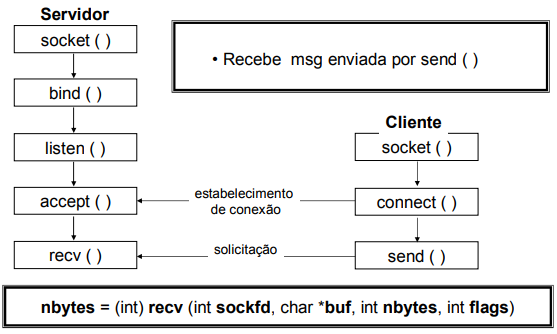 Servidor
socket ( )
• Recebe msg enviada por send ( )
bind ( )
listen ( )
Cliente
socket ( )
accept ( )
estabelecimento
de conexão
connect ( )
recv ( )
solicitação
send ( )
nbytes = (int) recv (int sockfd, char *buf, int nbytes, int flags)